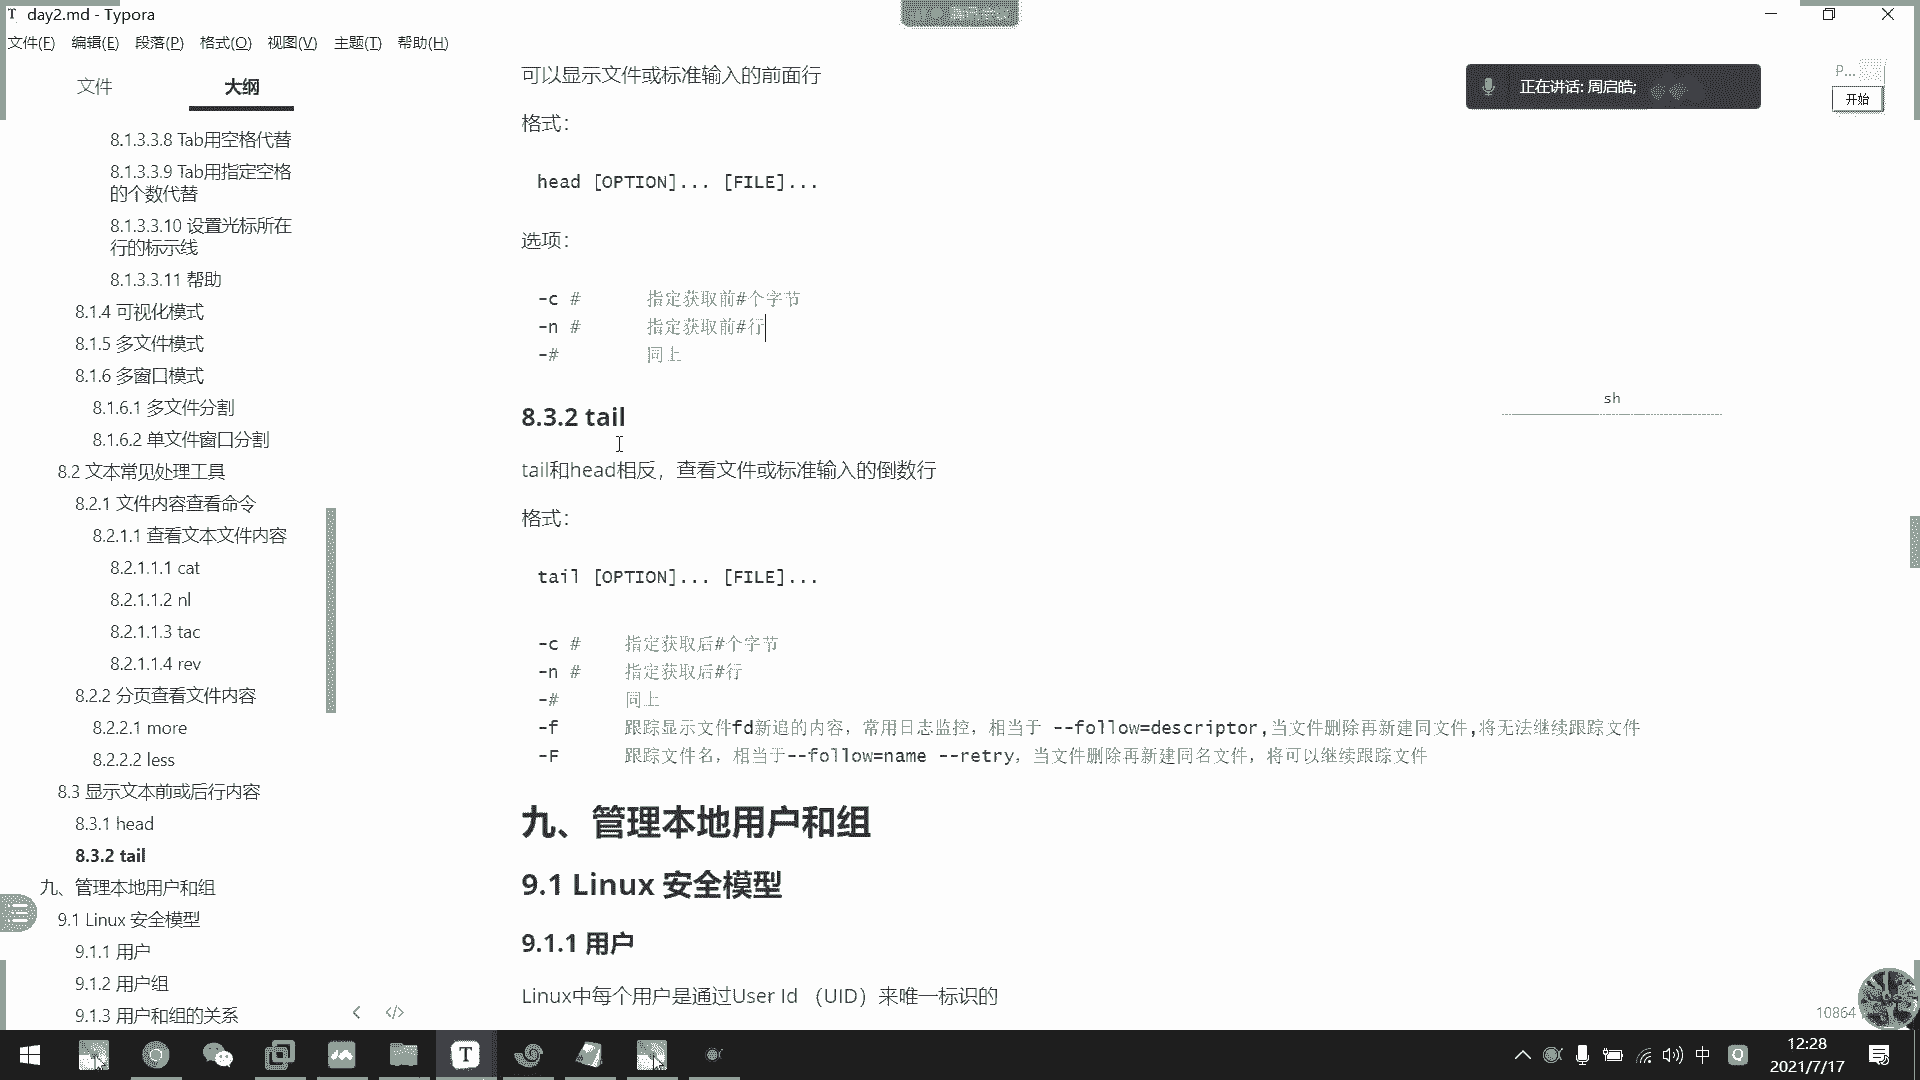 day2.md - Typora
文件(F) 编辑(E) 段落(P) 格式(O) 视图(V) 主题(T) 帮助(H)
文件 大纲
8.1.3.3.8 Tab用空格代替
8.1.3.3.9 Tab用指定空格
的个数代替
8.1.3.3.10 设置光标所在
行的标示线
8.1.3.3.11 帮助
8.1.4 可视化模式
8.1.5 多文件模式
8.1.6 多窗口模式
8.1.6.1 多文件分割
8.1.6.2 单文件窗口分割
8.2 文本常见处理工具
8.2.1 文件内容查看命令
8.2.1.1 查看文本文件内容
8.2.1.1.1 cat
8.2.1.1.2 nl
8.2.1.1.3 tac
8.2.1.1.4 rev
8.2.2 分页查看文件内容
8.2.2.1 more
8.2.2.2 less
8.3 显示文本前或后行内容
8.3.1 head
8.3.2 tail
九、管理本地用户和组
9.1 Linux 安全模型
9.1.1 用户
9.1.2 用户组
9.1.3 用户和组的关系
可以显示文件或标准输入的前面行
格式：
head [OPTION]... [FILE]...
选项：
-c # 指定获取前#个字节
-n # 指定获取前#行
-# 同上
8.3.2 tail
tail和head相反，查看文件或标准输入的倒数行
格式：
tail [OPTION]... [FILE]...
-c # 指定获取后#个字节
-n # 指定获取后#行
-# 同上
-f 跟踪显示文件fd新追的内容，常用日志监控，相当于 --follow=descriptor,当文件删除再新建同文件,将无法继续跟踪文件
-F 跟踪文件名，相当于--follow=name --retry，当文件删除再新建同名文件，将可以继续跟踪文件
九、管理本地用户和组
9.1 Linux 安全模型
9.1.1 用户
Linux中每个用户是通过User Id （UID）来唯一标识的
正在讲话: 周启皓;
P...
开始
sh
10864
中
12:28
2021/7/17